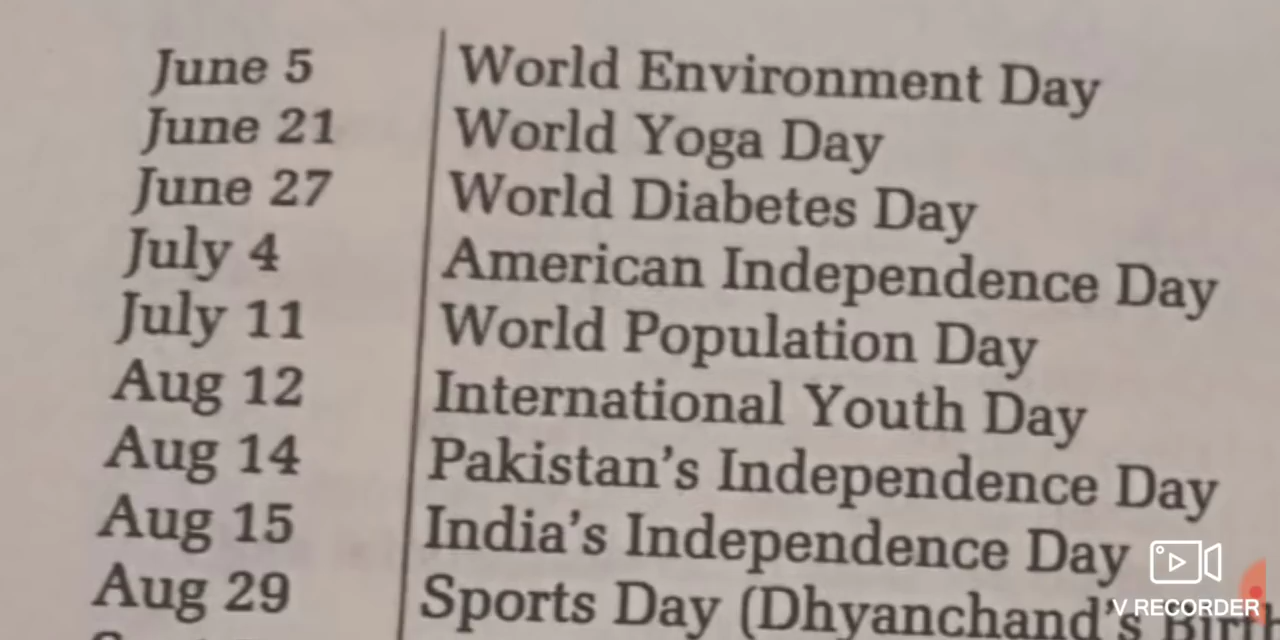 June 5 World Environment Day
June 21 World Yoga Day
June 27 World Diabetes Day
July 4 American Independence Day
July 11 World Population Day
Aug 12 International Youth Day
Aug 14 Pakistan's Independence Day
Aug 15 India's Independence Day
Aug 29 Sports Day (Dhyanchand's
V RECORDER